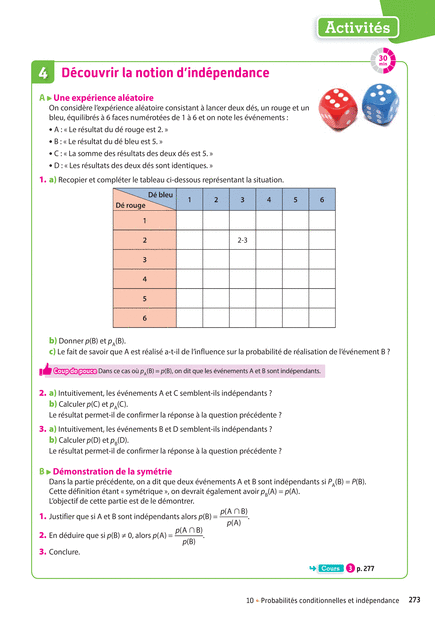 Activités
30
min
4 Découvrir la notion d'indépendance
A ▸ Une expérience aléatoire
On considère l'expérience aléatoire consistant à lancer deux dés, un rouge et un
bleu, équilibrés à 6 faces numérotées de 1 à 6 et on note les événements :
• A : « Le résultat du dé rouge est 2. »
• B : « Le résultat du dé bleu est 5. »
• C : « La somme des résultats des deux dés est 5. »
• D : « Les résultats des deux dés sont identiques. »
1. a) Recopier et compléter le tableau ci-dessous représentant la situation.
Dé bleu
Dé rouge
1 2 3 4 5 6
1
2 2-3
3
4
5
6
b) Donner p(B) et p_A(B).
c) Le fait de savoir que A est réalisé a-t-il de l'influence sur la probabilité de réalisation de l'événement B ?
Coup de pouce Dans ce cas où p_A(B) = p(B), on dit que les événements A et B sont indépendants.
2. a) Intuitivement, les événements A et C semblent-ils indépendants ?
b) Calculer p(C) et p_A(C).
Le résultat permet-il de confirmer la réponse à la question précédente ?
3. a) Intuitivement, les événements B et D semblent-ils indépendants ?
b) Calculer p(D) et p_B(D).
Le résultat permet-il de confirmer la réponse à la question précédente ?
B ▸ Démonstration de la symétrie
Dans la partie précédente, on a dit que deux événements A et B sont indépendants si P_A(B) = P(B).
Cette définition étant « symétrique », on devrait également avoir p_B(A) = p(A).
L'objectif de cette partie est de le démontrer.
1. Justifier que si A et B sont indépendants alors p(B) = p(A ∩ B) / p(A).
2. En déduire que si p(B) ≠ 0, alors p(A) = p(A ∩ B) / p(B).
3. Conclure.
Cours 3 p. 277
10 • Probabilités conditionnelles et indépendance 273